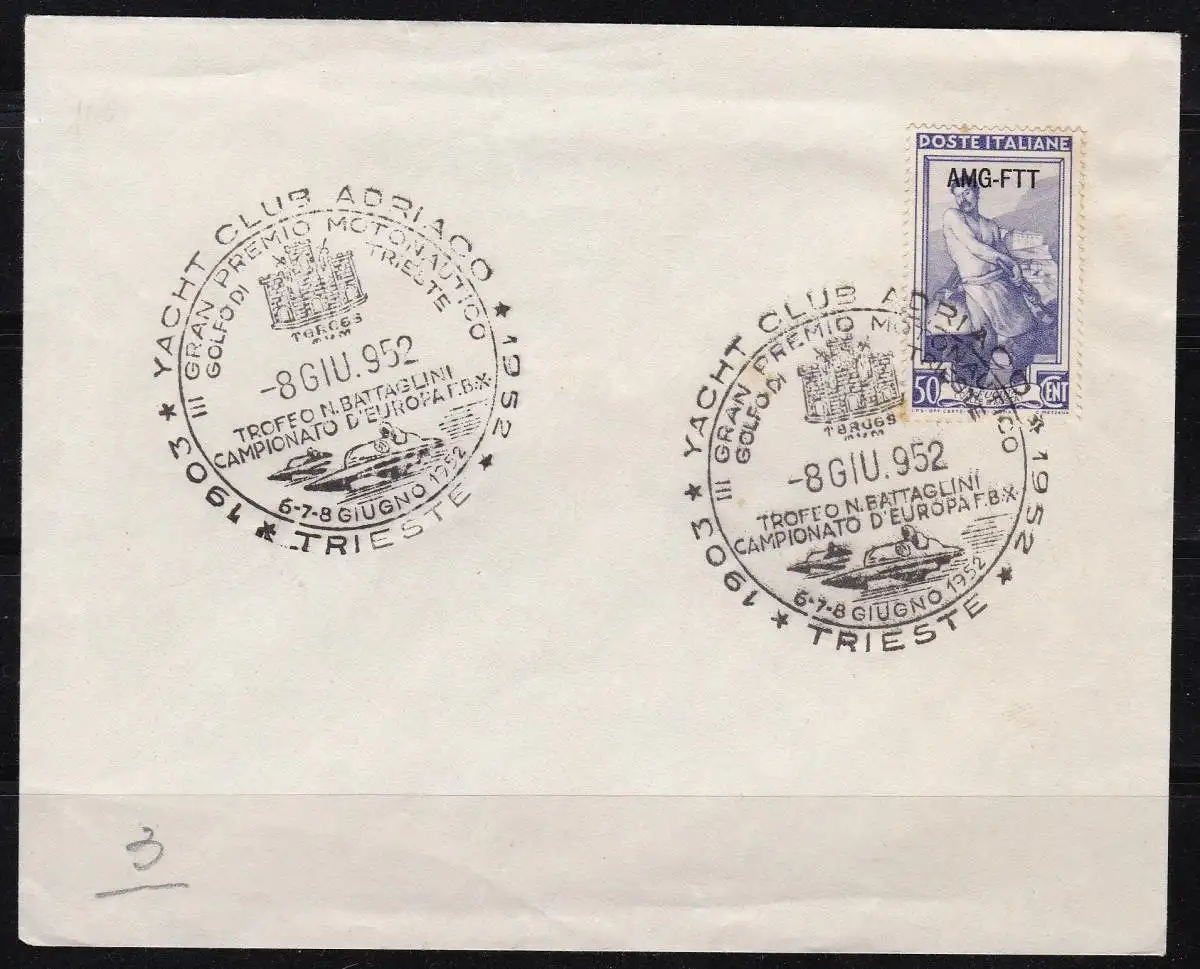 YACHT CLUB ADRIACO
★ 1903 ★ TRIESTE ★ 1952 ★
III GRAN PREMIO MOTONAUTICO
GOLFO DI TRIESTE
-8 GIU. 952
TROFEO N. BATTAGLINI
CAMPIONATO D'EUROPA F.B.X.
6-7-8 GIUGNO 1952
POSTE ITALIANE
AMG-FTT
50 CENT
YACHT CLUB ADRIACO
★ 1903 ★ TRIESTE ★ 1952 ★
III GRAN PREMIO MOTONAUTICO
GOLFO DI TRIESTE
-8 GIU. 952
TROFEO N. BATTAGLINI
CAMPIONATO D'EUROPA F.B.X.
6-7-8 GIUGNO 1952
3